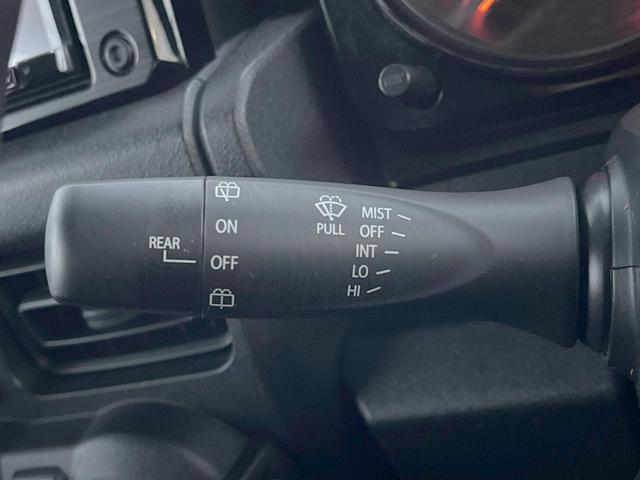 REAR
ON
OFF
PULL
MIST
OFF
INT
LO
HI